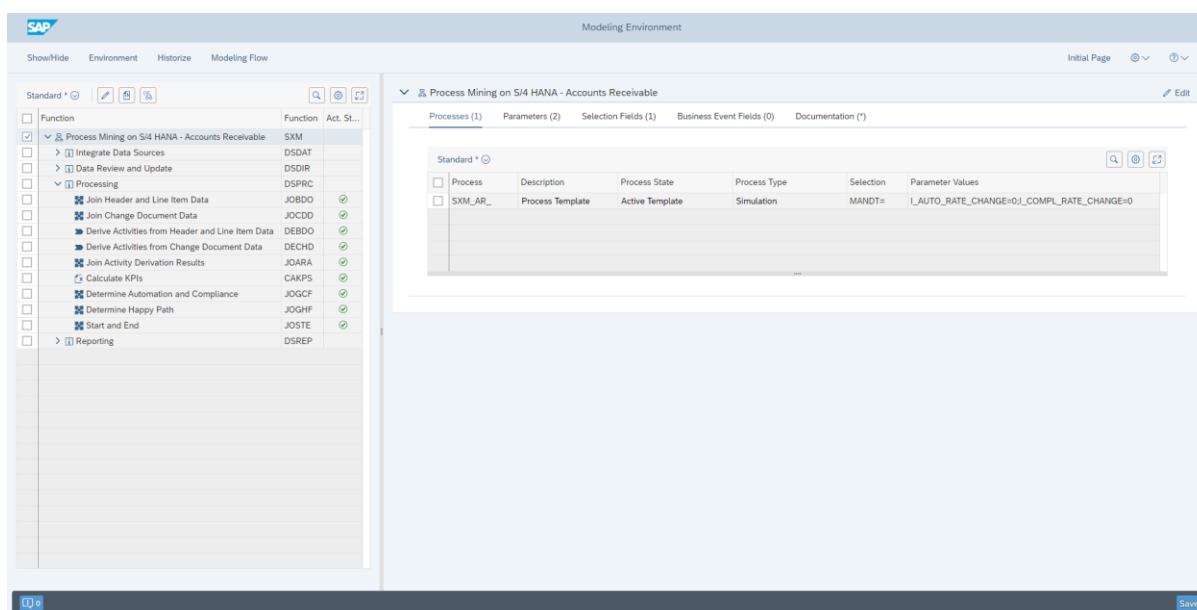 SAP
Modeling Environment
Show/Hide Environment Historize Modeling Flow
Initial Page
Standard *
Function Function Act. St...
Process Mining on S/4 HANA - Accounts Receivable SXM
Integrate Data Sources DSDAT
Data Review and Update DSDIR
Processing DSPRC
Join Header and Line Item Data JOBDO
Join Change Document Data JOCDD
Derive Activities from Header and Line Item Data DEBDO
Derive Activities from Change Document Data DECHD
Join Activity Derivation Results JOARA
Calculate KPIs CAKPS
Determine Automation and Compliance JOGCF
Determine Happy Path JOGHF
Start and End JOSTE
Reporting DSREP
Process Mining on S/4 HANA - Accounts Receivable
Edit
Processes (1) Parameters (2) Selection Fields (1) Business Event Fields (0) Documentation (*)
Standard *
Process Description Process State Process Type Selection Parameter Values
SXM_AR_ Process Template Active Template Simulation MANDT= I_AUTO_RATE_CHANGE=0;I_COMPL_RATE_CHANGE=0
0
Save